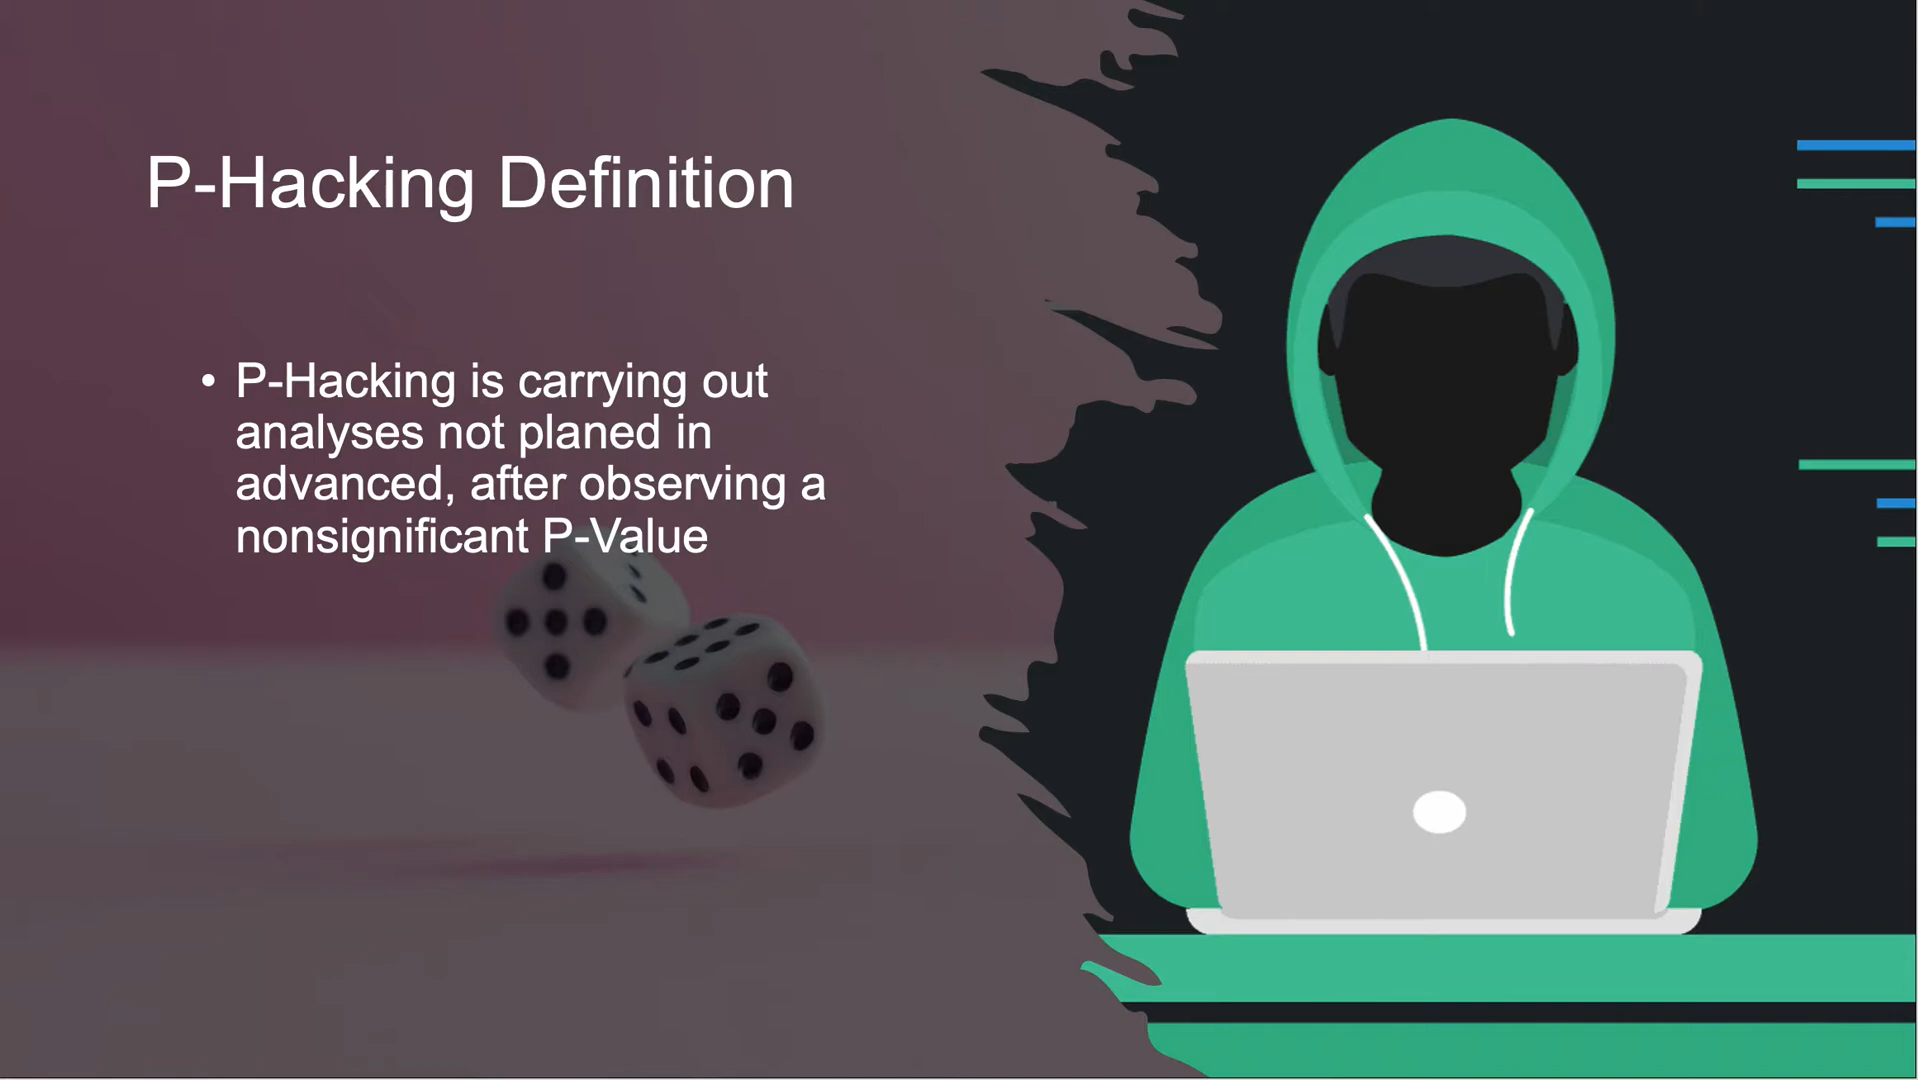 P-Hacking Definition
• P-Hacking is carrying out
analyses not planed in
advanced, after observing a
nonsignificant P-Value